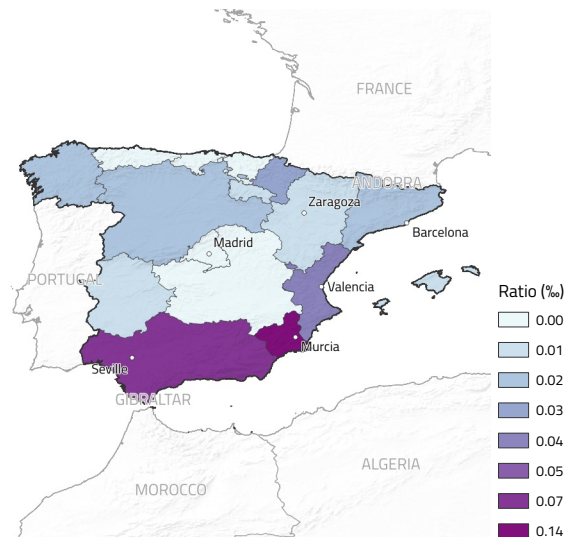 FRANCE
ANDORRA
Zaragoza
Barcelona
Madrid
PORTUGAL
Valencia
Ratio (‰)
0.00
0.01
0.02
0.03
0.04
0.05
0.07
0.14
Murcia
Seville
GIBRALTAR
ALGERIA
MOROCCO